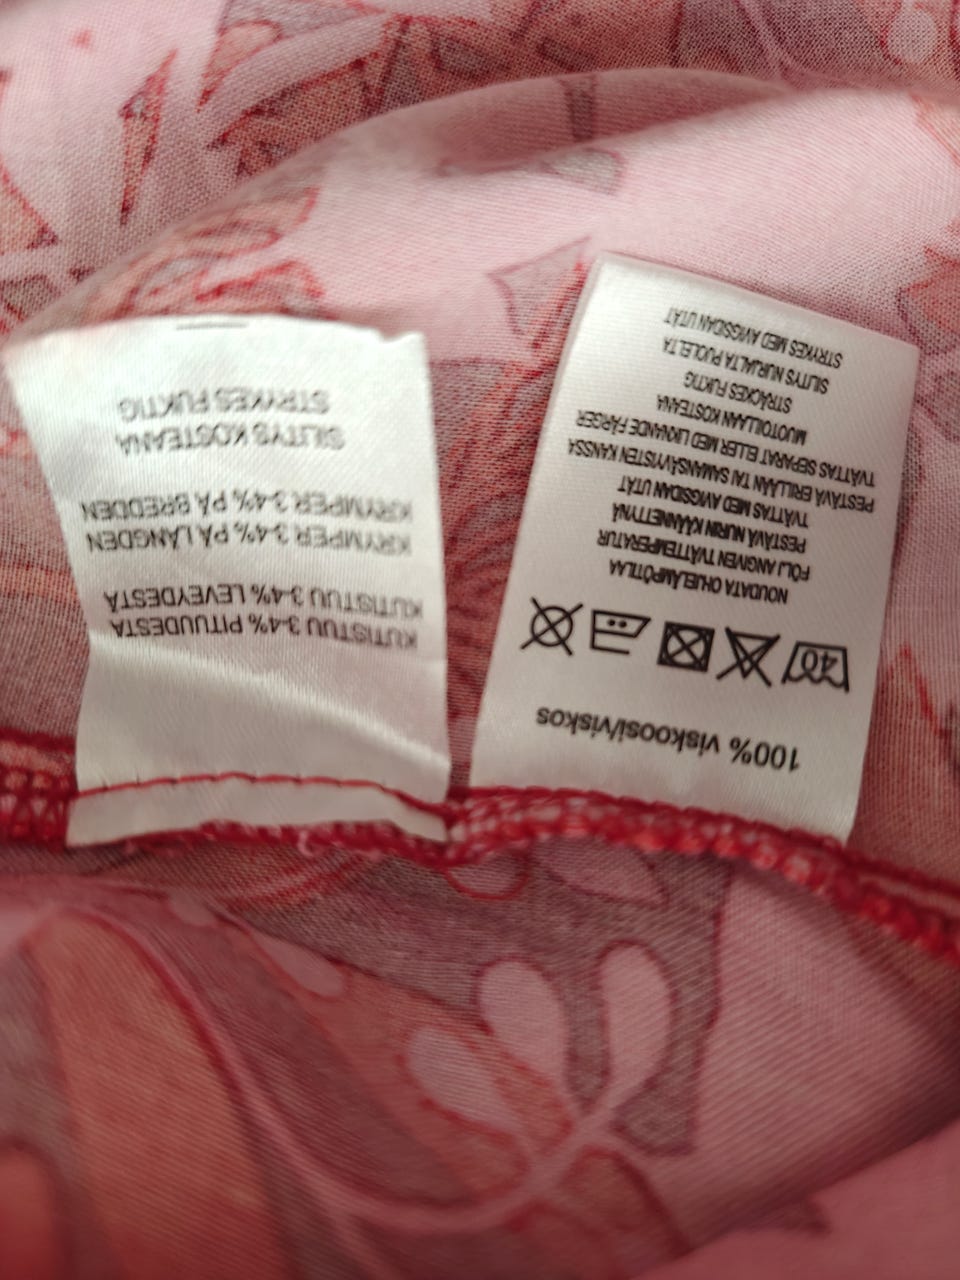 100% viskoosi/viskos
40
NOUDATA OHJELÄMPÖTILAA
FÖLJ ANGIVEN TVÄTTEMPERATUR
PESTÄVÄ NURIN KÄÄNNETTYNÄ
TVÄTTAS MED AVIGSIDAN UTÅT
PESTÄVÄ ERILLÄÄN TAI SAMANSÄVYISTEN KANSSA
TVÄTTAS SEPARAT ELLER MED LIKNANDE FÄRGER
MUOTOILLAAN KOSTEANA
STRÄCKES FUKTIG
SILITYS NURJALTA PUOLELTA
STRYKES MED AVIGSIDAN UTÅT
KUTISTUU 3-4% PITUUDESTA
KUTISTUU 3-4% LEVEYDESTÄ
KRYMPER 3-4% PÅ LÄNGDEN
KRYMPER 3-4% PÅ BREDDEN
SILITYS KOSTEANA
STRYKES FUKTIG